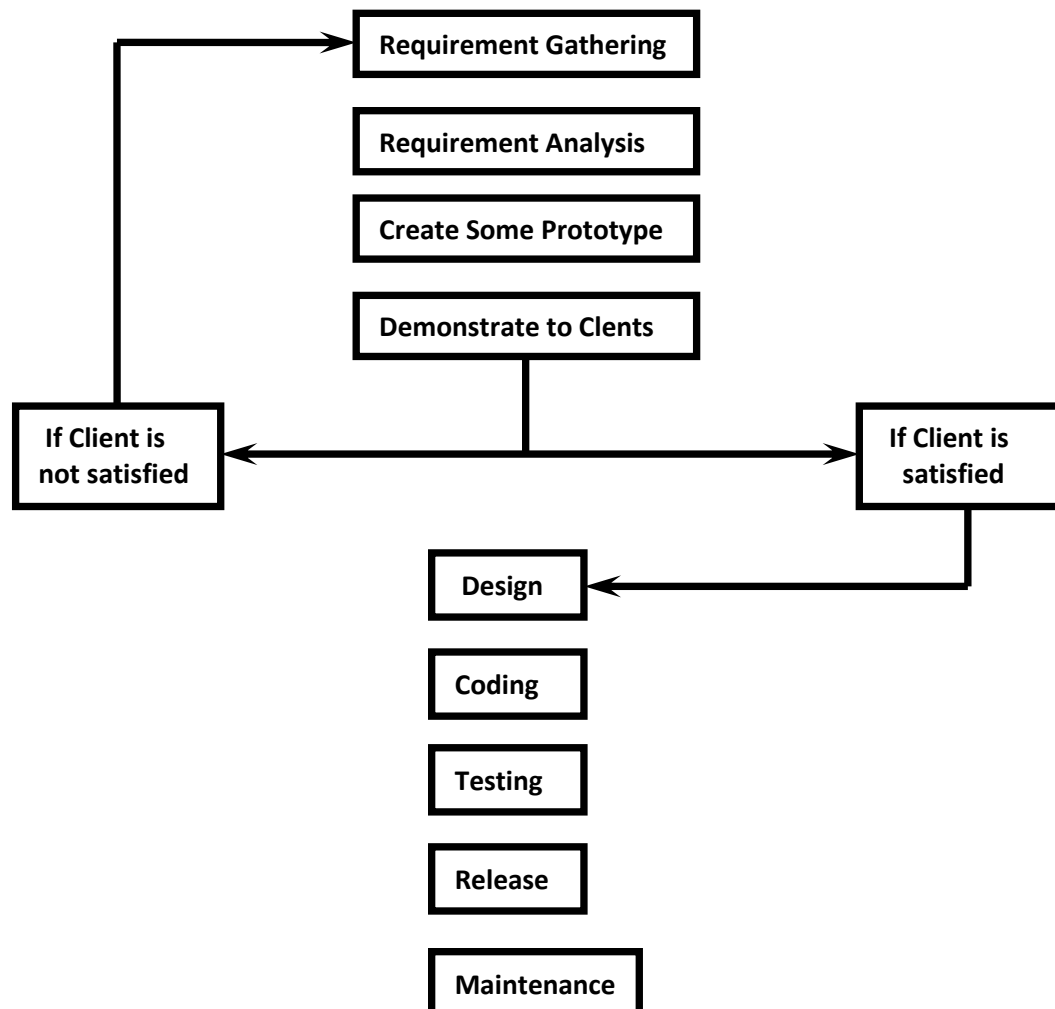 Requirement Gathering
Requirement Analysis
Create Some Prototype
Demonstrate to Clents
If Client is
not satisfied
If Client is
satisfied
Design
Coding
Testing
Release
Maintenance